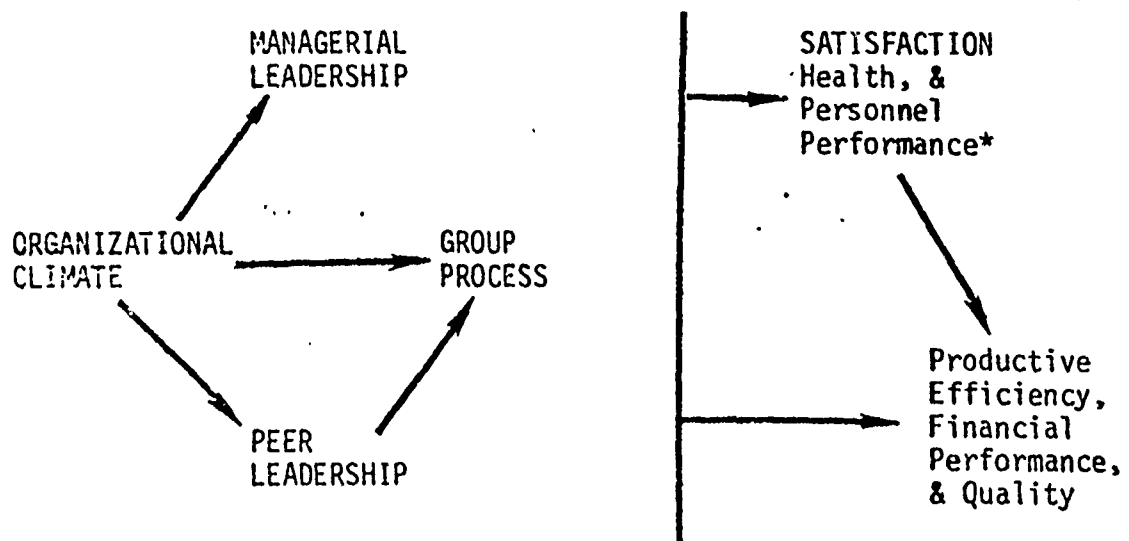 MANAGERIAL
LEADERSHIP
ORGANIZATIONAL
CLIMATE
GROUP
PROCESS
PEER
LEADERSHIP
SATISFACTION
Health, &
Personnel
Performance*
Productive
Efficiency,
Financial
Performance,
& Quality